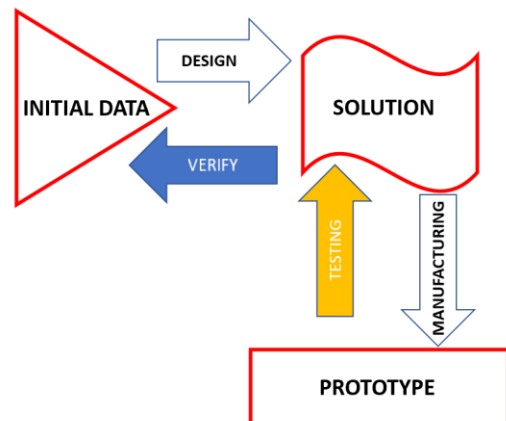 DESIGN
INITIAL DATA
SOLUTION
VERIFY
TESTING
MANUFACTURING
PROTOTYPE